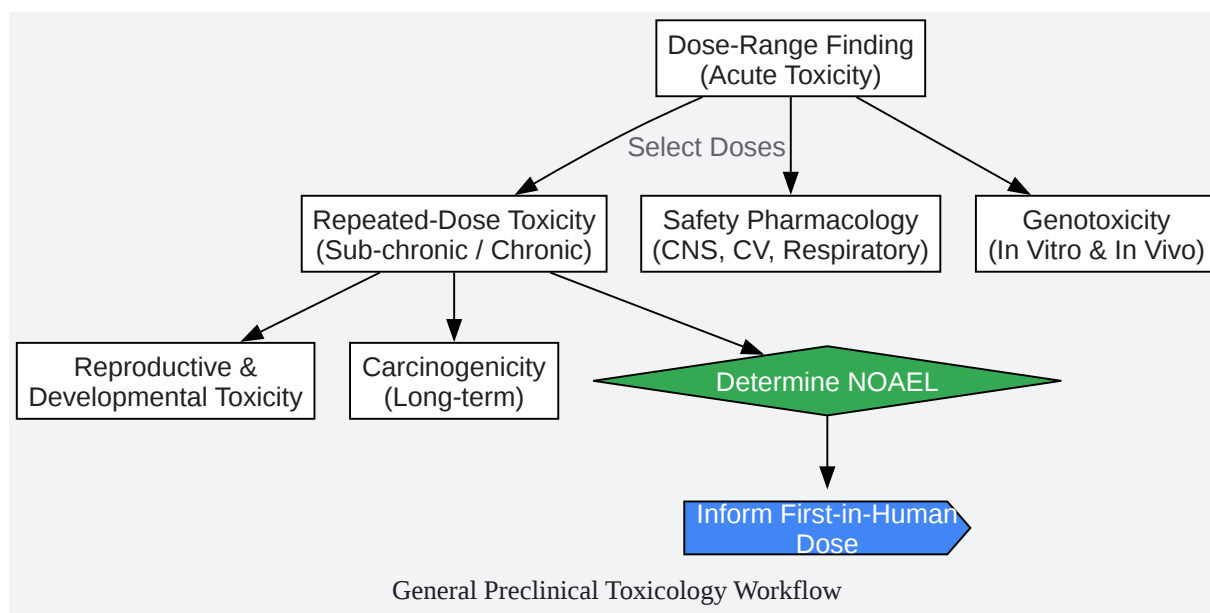 Dose-Range Finding
(Acute Toxicity)
Select Doses
Repeated-Dose Toxicity
(Sub-chronic / Chronic)
Safety Pharmacology
(CNS, CV, Respiratory)
Genotoxicity
(In Vitro & In Vivo)
Reproductive &
Developmental Toxicity
Carcinogenicity
(Long-term)
Determine NOAEL
Inform First-in-Human
Dose
General Preclinical Toxicology Workflow